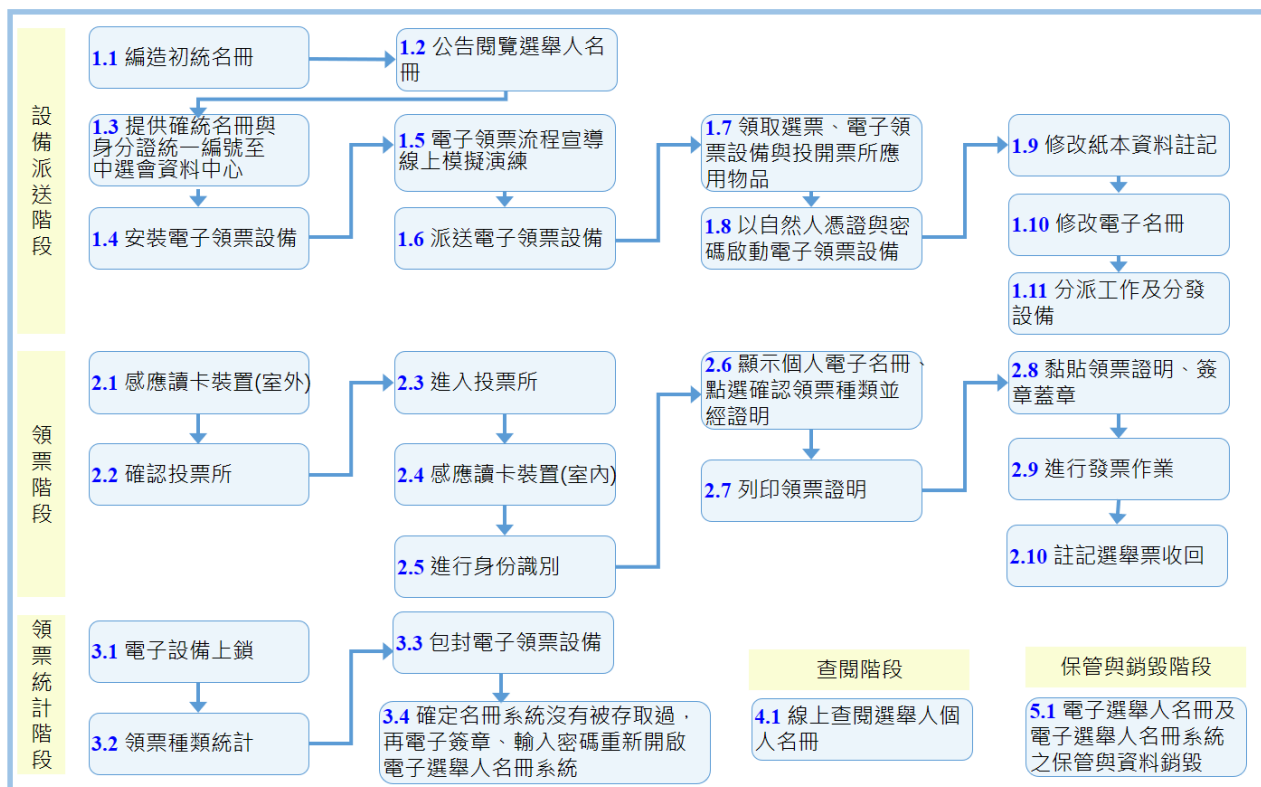 設備派送階段
1.1 編造初統名冊
1.2 公告閱覽選舉人名
冊
1.3 提供確統名冊與
身分證統一編號至
中選會資料中心
1.4 安裝電子領票設備
1.5 電子領票流程宣導
線上模擬演練
1.6 派送電子領票設備
1.7 領取選票、電子領
票設備與投開票所應
用物品
1.8 以自然人憑證與密
碼啟動電子領票設備
1.9 修改紙本資料註記
1.10 修改電子名冊
1.11 分派工作及分發
設備
領票階段
2.1 感應讀卡裝置(室外)
2.2 確認投票所
2.3 進入投票所
2.4 感應讀卡裝置(室內)
2.5 進行身份識別
2.6 顯示個人電子名冊、
點選確認領票種類並
經證明
2.7 列印領票證明
2.8 黏貼領票證明、簽
章蓋章
2.9 進行發票作業
2.10 註記選舉票收回
領票統計階段
3.1 電子設備上鎖
3.2 領票種類統計
3.3 包封電子領票設備
3.4 確定名冊系統沒有被存取過，
再電子簽章、輸入密碼重新開啟
電子選舉人名冊系統
查閱階段
4.1 線上查閱選舉人個
人名冊
保管與銷毀階段
5.1 電子選舉人名冊及
電子選舉人名冊系統
之保管與資料銷毀